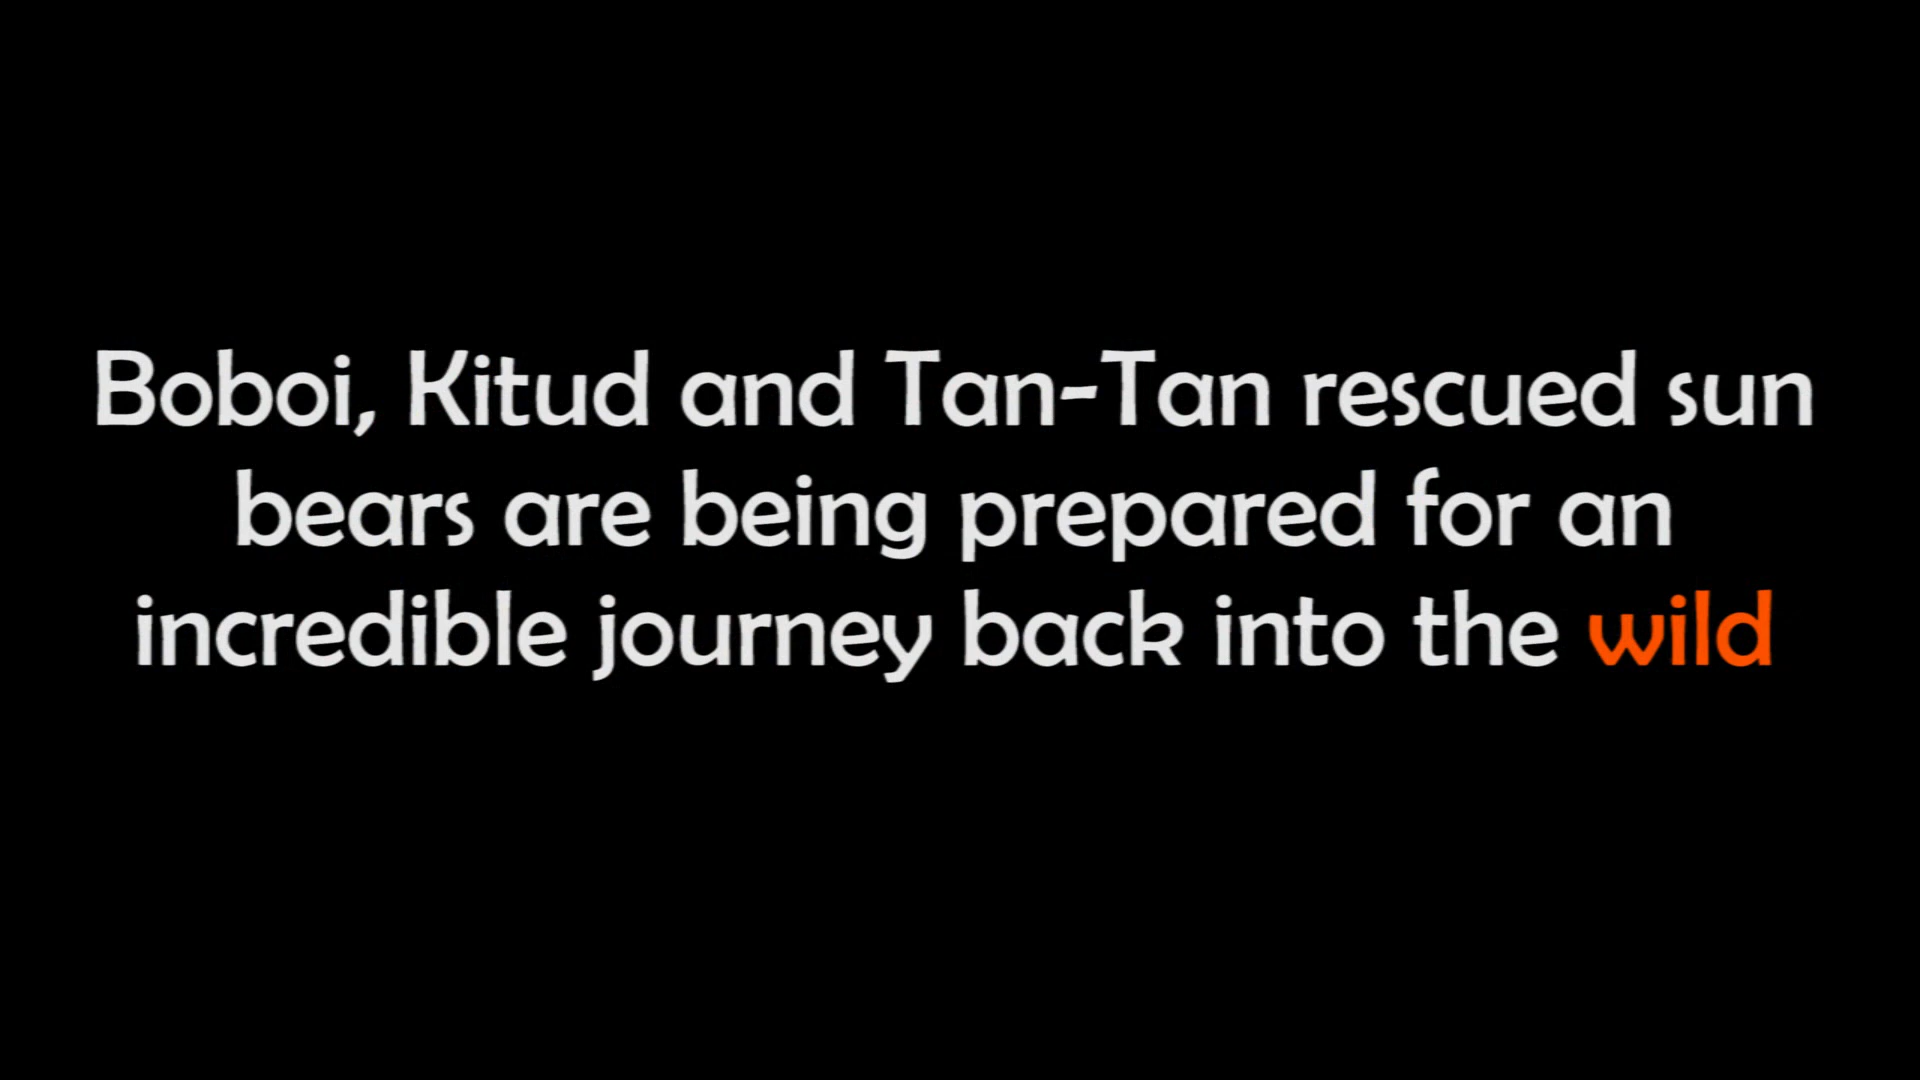 Boboi, Kitud and Tan-Tan rescued sun
bears are being prepared for an
incredible journey back into the wild